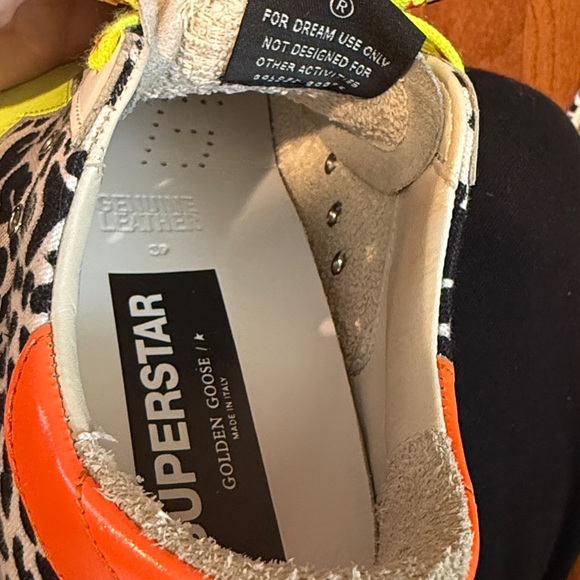 ®
FOR DREAM USE ONLY
NOT DESIGNED FOR
OTHER ACTIVITIES
GENUINE
LEATHER
SUPERSTAR
GOLDEN GOOSE / ★
MADE IN ITALY